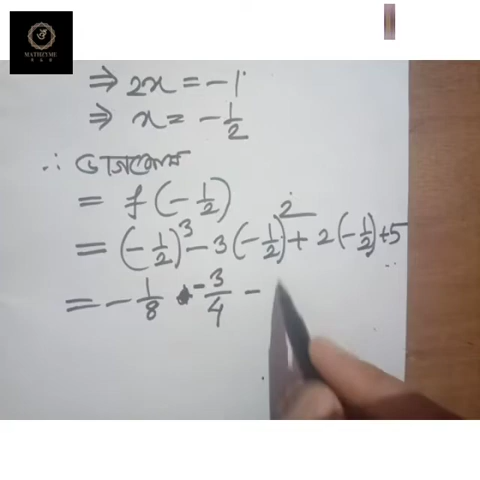 MATHZYME
⇒ 2x = -1
⇒ x = -1/2
∴ ভাগশেষ
= f(-1/2)
= (-1/2)³ - 3(-1/2)² + 2(-1/2) + 5
= -1/8 - 3/4 -